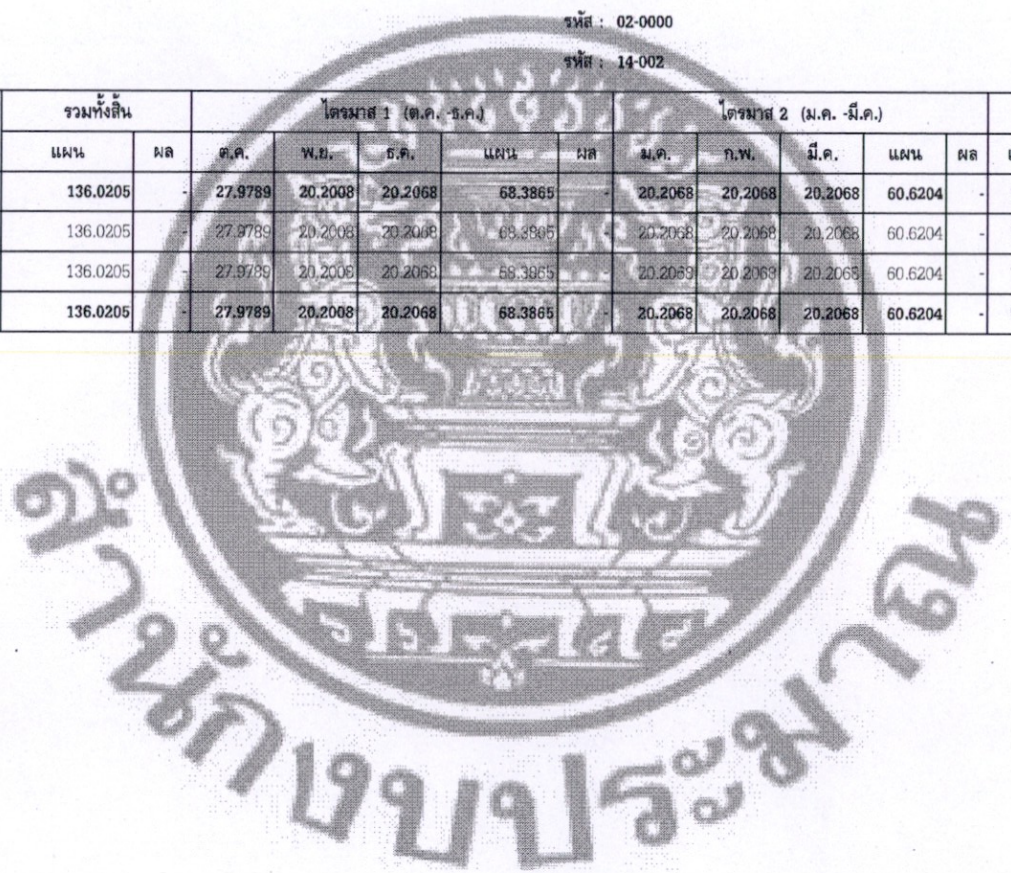 รหัส : 02-0000
รหัส : 14-002
รวมทั้งสิ้น ไตรมาส 1 (ต.ค. -ธ.ค.) ไตรมาส 2 (ม.ค. -มี.ค.)
แผน ผล ต.ค. พ.ย. ธ.ค. แผน ผล ม.ค. ก.พ. มี.ค. แผน ผล
136.0205 - 27.9789 20.2008 20.2068 68.3865 - 20.2068 20.2068 20.2068 60.6204 -
136.0205 - 27.9789 20.2008 20.2068 68.3865 - 20.2068 20.2068 20.2068 60.6204 -
136.0205 - 27.9789 20.2008 20.2068 68.3865 - 20.2068 20.2068 20.2068 60.6204 -
136.0205 - 27.9789 20.2008 20.2068 68.3865 - 20.2068 20.2068 20.2068 60.6204 -
สำนักงบประมาณ